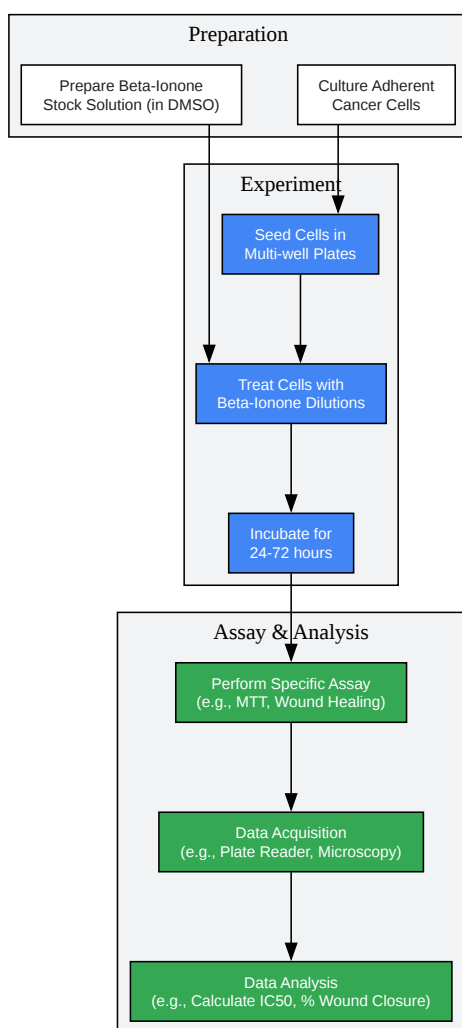 Preparation
Prepare Beta-Ionone
Stock Solution (in DMSO)
Culture Adherent
Cancer Cells
Experiment
Seed Cells in
Multi-well Plates
Treat Cells with
Beta-Ionone Dilutions
Incubate for
24-72 hours
Assay & Analysis
Perform Specific Assay
(e.g., MTT, Wound Healing)
Data Acquisition
(e.g., Plate Reader, Microscopy)
Data Analysis
(e.g., Calculate IC50, % Wound Closure)